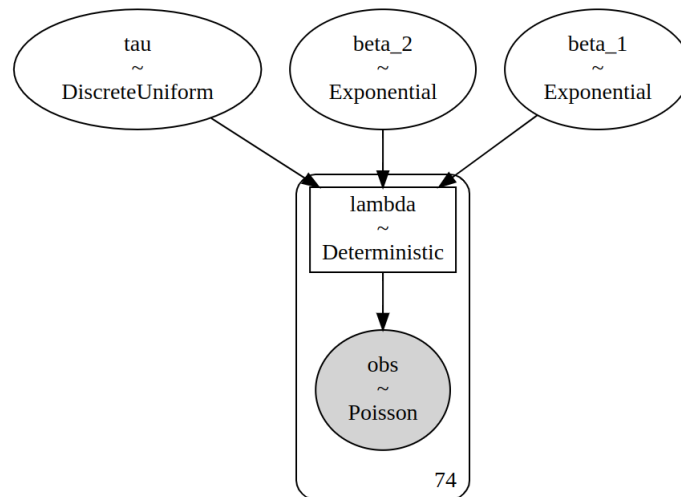 tau
~
DiscreteUniform
beta_2
~
Exponential
beta_1
~
Exponential
lambda
~
Deterministic
obs
~
Poisson
74